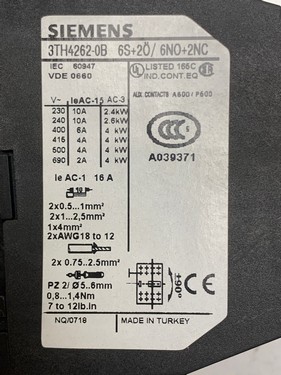 SIEMENS
3TH4262-0B 6S+2Ö/ 6NO+2NC
IEC 60947
VDE 0660
UL LISTED 165C
IND.CONT.EQ
AUX. CONTACTS A600 / P600
V~ IeAC-15 AC-3
230 10A 2.4kW
240 10A 2.6kW
400 6A 4 kW
415 4A 4 kW
500 4A 4 kW
690 2A 4 kW
CCC
A039371
Ie AC-1 16 A
10
2x0.5...1mm²
2x1...2,5mm²
1x4mm²
2xAWG18 to 12
2x 0.75...2.5mm²
PZ 2/ Ø5...6mm
0,8...1,4Nm
7 to 12lb.in
+90°
CE
NQ/0718
MADE IN TURKEY